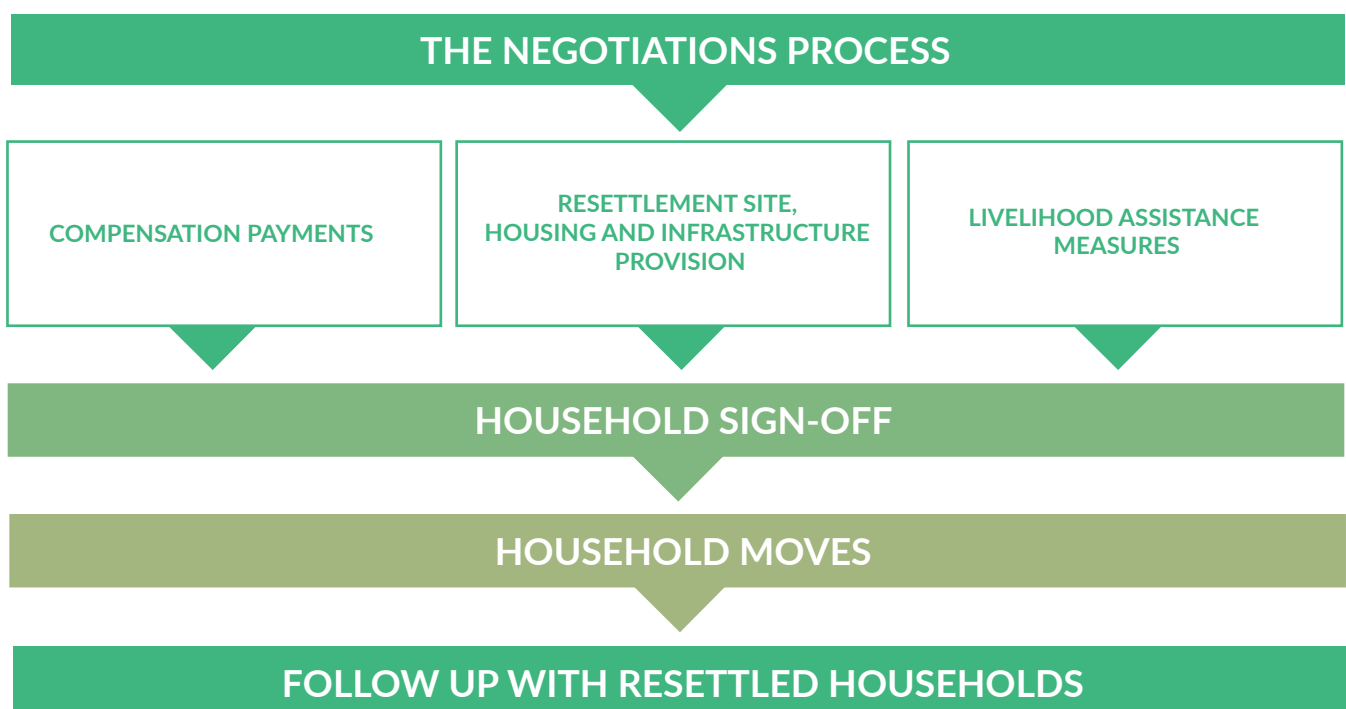 THE NEGOTIATIONS PROCESS
COMPENSATION PAYMENTS
RESETTLEMENT SITE,
HOUSING AND INFRASTRUCTURE
PROVISION
LIVELIHOOD ASSISTANCE
MEASURES
HOUSEHOLD SIGN-OFF
HOUSEHOLD MOVES
FOLLOW UP WITH RESETTLED HOUSEHOLDS